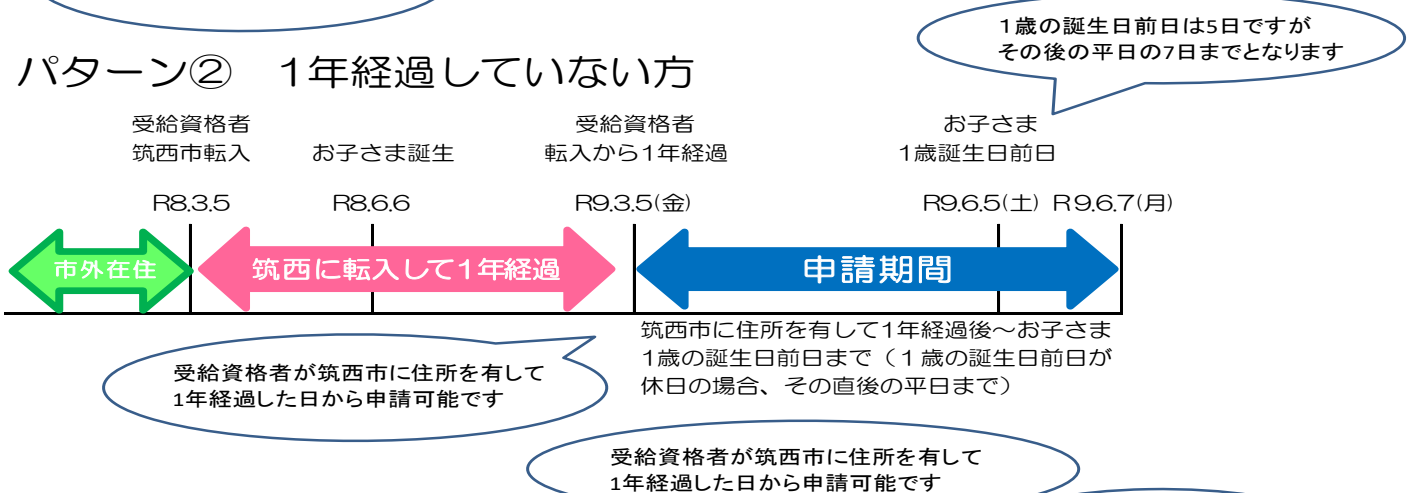 1歳の誕生日前日は5日ですが
その後の平日の7日までとなります
パターン② 1年経過していない方
受給資格者
筑西市転入
お子さま誕生
受給資格者
転入から1年経過
お子さま
1歳誕生日前日
R8.3.5
R8.6.6
R9.3.5(金)
R9.6.5(土)
R9.6.7(月)
市外在住
筑西に転入して1年経過
申請期間
筑西市に住所を有して1年経過後～お子さま
1歳の誕生日前日まで（１歳の誕生日前日が
休日の場合、その直後の平日まで）
受給資格者が筑西市に住所を有して
1年経過した日から申請可能です
受給資格者が筑西市に住所を有して
1年経過した日から申請可能です